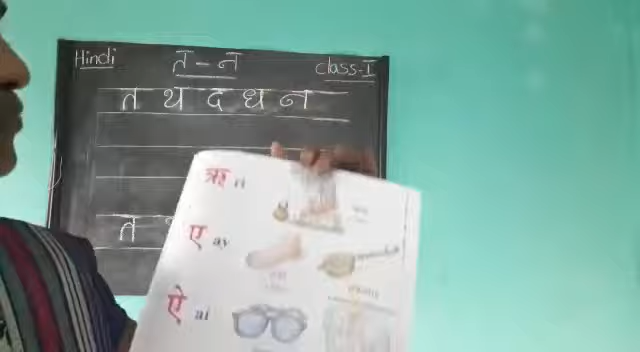 Hindi त - न class-I
त थ द ध न
त
ऋ ri
ए ay
ऐ ai